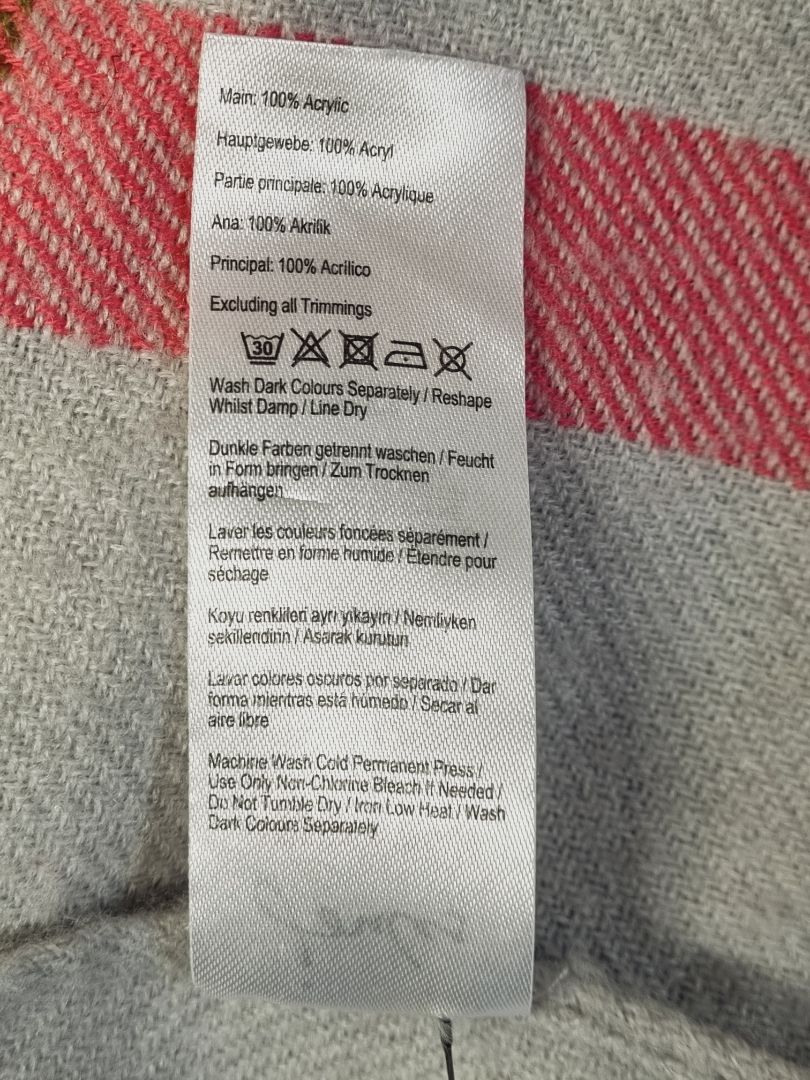 Main: 100% Acrylic
Hauptgewebe: 100% Acryl
Partie principale: 100% Acrylique
Ana: 100% Akrilik
Principal: 100% Acrílico
Excluding all Trimmings
30
Wash Dark Colours Separately / Reshape
Whilst Damp / Line Dry
Dunkle Farben getrennt waschen / Feucht
in Form bringen / Zum Trocknen
aufhängen
Laver les couleurs foncées séparément /
Remettre en forme humide / Étendre pour
séchage
Koyu renklileri ayrı yıkayın / Nemliyken
şekillendirin / Asarak kurutun
Lavar colores oscuros por separado / Dar
forma mientras está húmedo / Secar al
aire libre
Machine Wash Cold Permanent Press /
Use Only Non-Chlorine Bleach If Needed /
Do Not Tumble Dry / Iron Low Heat / Wash
Dark Colours Separately